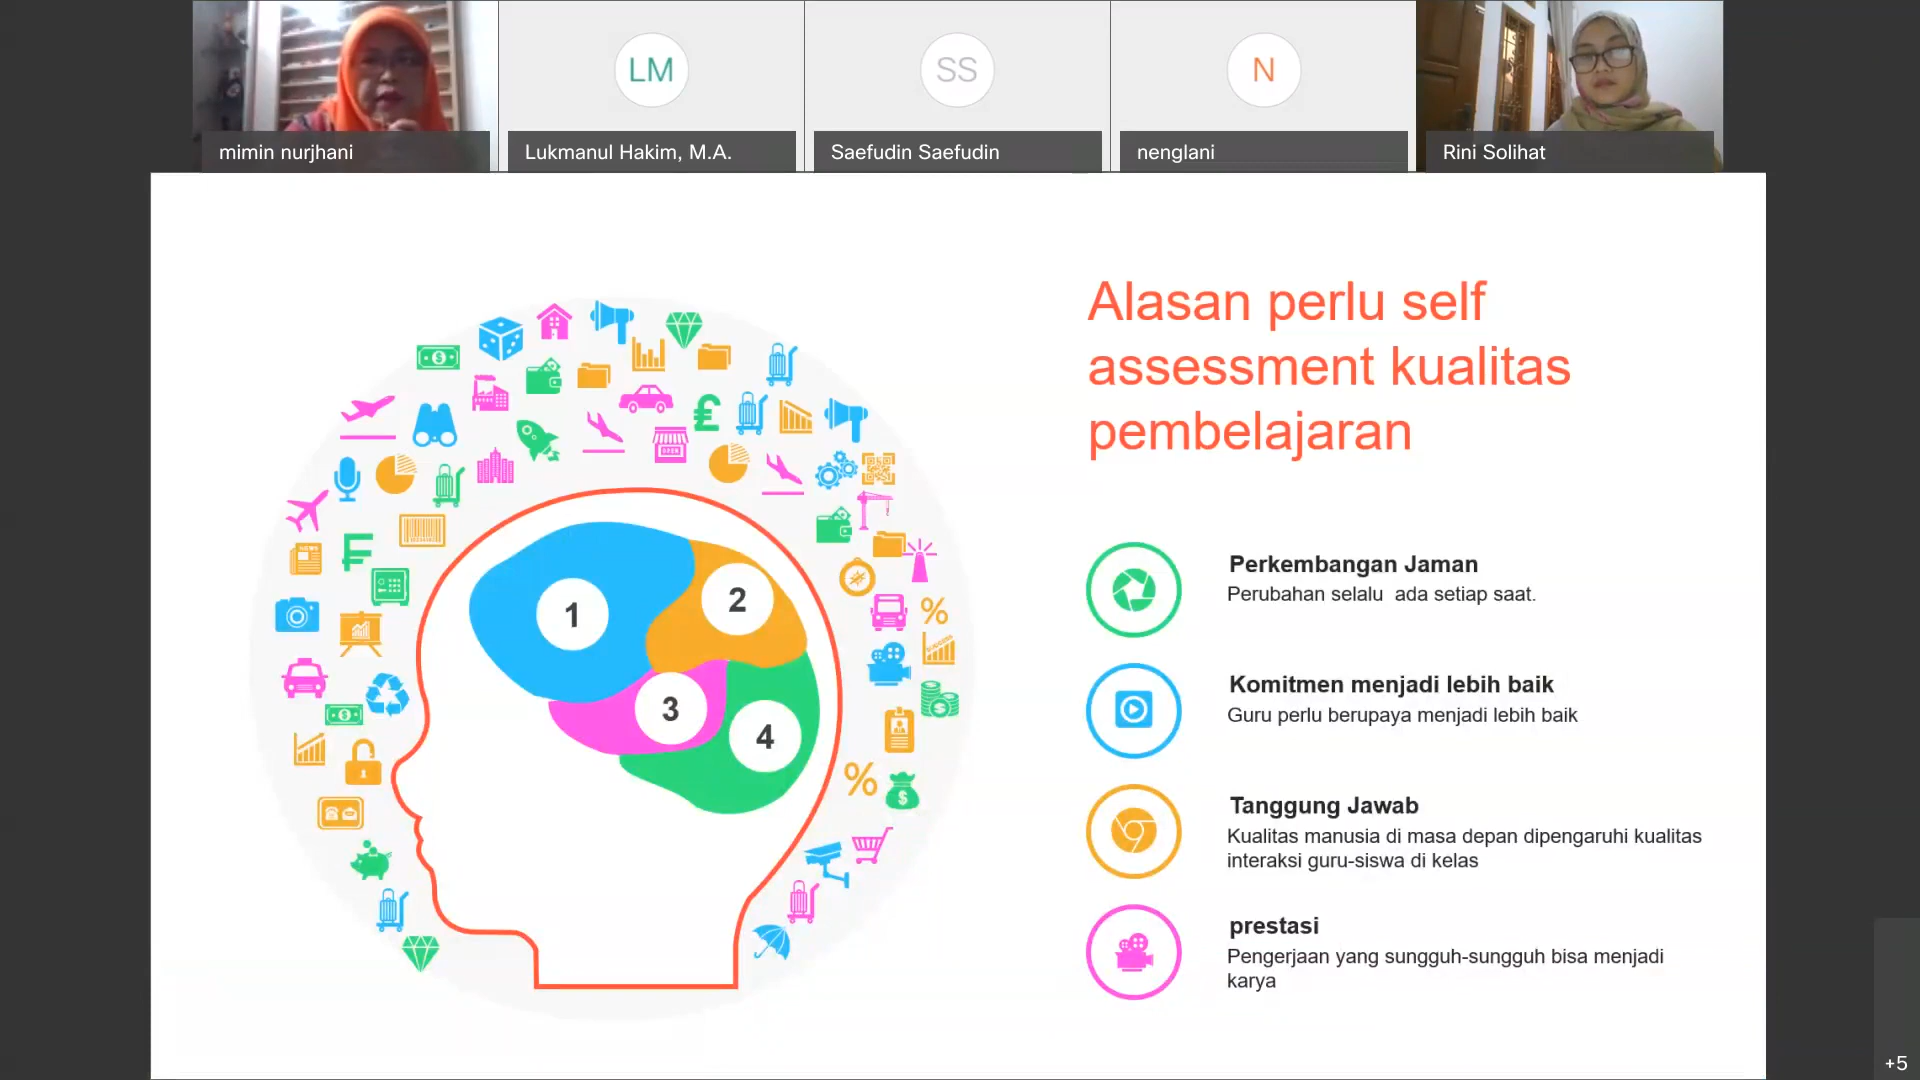 LM
SS
N
mimin nurjhani
Lukmanul Hakim, M.A.
Saefudin Saefudin
nenglani
Rini Solihat
Alasan perlu self
assessment kualitas
pembelajaran
1
2
3
4
Perkembangan Jaman
Perubahan selalu ada setiap saat.
Komitmen menjadi lebih baik
Guru perlu berupaya menjadi lebih baik
Tanggung Jawab
Kualitas manusia di masa depan dipengaruhi kualitas
interaksi guru-siswa di kelas
prestasi
Pengerjaan yang sungguh-sungguh bisa menjadi
karya
+5